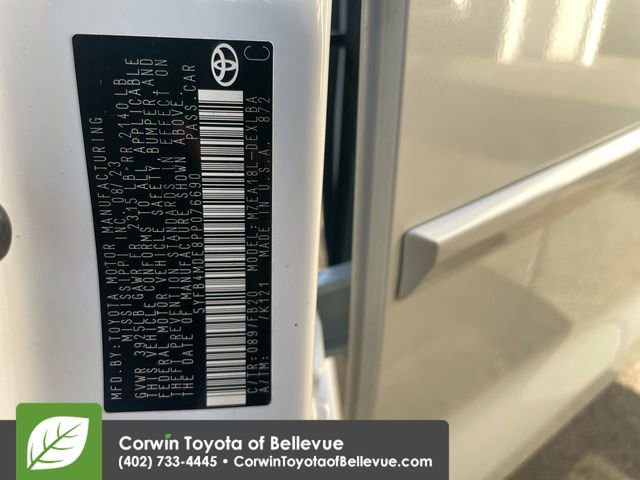 MFD.BY:TOYOTA MOTOR MANUFACTURING
MISSISSIPPI INC. 08/23
GVWR 3925LB GAWR FR 2315 LB RR 2140 LB
THIS VEHICLE CONFORMS TO ALL APPLICABLE
FEDERAL MOTOR VEHICLE SAFETY BUMPER AND
THEFT PREVENTION STANDARDS IN EFFECT ON
THE DATE OF MANUFACTURE SHOWN ABOVE.
5YFB4MDE8PP076690 PASS.CAR
C/TR:089/FB20 MODEL:MZEA18L-DEXLBA
A/TM: /K121 MADE IN U.S.A. 872
C
Corwin Toyota of Bellevue
(402) 733-4445 • CorwinToyotaofBellevue.com